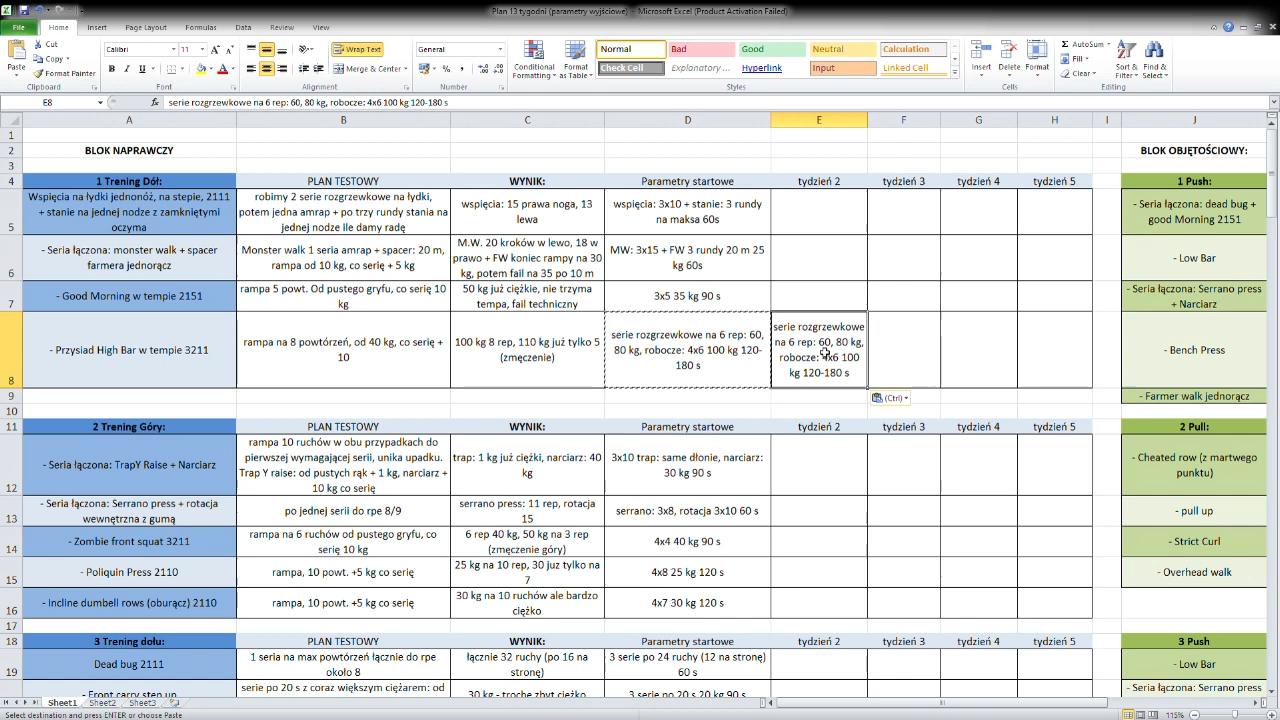 Plan 13 tygodni (parametry wyjściowe) - Microsoft Excel (Product Activation Failed)
File Home Insert Page Layout Formulas Data Review View
Cut
Copy
Format Painter
Paste
Clipboard
Calibri 11
B I U
Font
Wrap Text
Merge & Center
Alignment
General
Number
Conditional Formatting
Format as Table
Normal Bad Good Neutral Calculation
Check Cell Explanatory ... Hyperlink Input Linked Cell
Styles
Insert Delete Format
Cells
AutoSum
Fill
Clear
Sort & Filter
Find & Select
Editing
E8 fx serie rozgrzewkowe na 6 rep: 60, 80 kg, robocze: 4x6 100 kg 120-180 s
A B C D E F G H I J
1
2 BLOK NAPRAWCZY BLOK OBJĘTOŚCIOWY:
3
4 1 Trening Dół: PLAN TESTOWY WYNIK: Parametry startowe tydzień 2 tydzień 3 tydzień 4 tydzień 5 1 Push:
5
Wspięcia na łydki jednonóż, na stepie, 2111
+ stanie na jednej nodze z zamkniętymi
oczyma
robimy 2 serie rozgrzewkowe na łydki,
potem jedna amrap + po trzy rundy stania na
jednej nodze ile damy radę
wspięcia: 15 prawa noga, 13
lewa
wspięcia: 3x10 + stanie: 3 rundy
na maksa 60s
- Seria łączona: dead bug +
good Morning 2151
6
- Seria łączona: monster walk + spacer
farmera jednorącz
Monster walk 1 seria amrap + spacer: 20 m,
rampa od 10 kg, co serię + 5 kg
M.W. 20 kroków w lewo, 18 w
prawo + FW koniec rampy na 30
kg, potem fail na 35 po 10 m
MW: 3x15 + FW 3 rundy 20 m 25
kg 60s
- Low Bar
7
- Good Morning w tempie 2151
rampa 5 powt. Od pustego gryfu, co serię 10
kg
50 kg już ciężkie, nie trzyma
tempa, fail techniczny
3x5 35 kg 90 s
- Seria łączona: Serrano press
+ Narciarz
8
- Przysiad High Bar w tempie 3211
rampa na 8 powtórzeń, od 40 kg, co serię +
10
100 kg 8 rep, 110 kg już tylko 5
(zmęczenie)
serie rozgrzewkowe na 6 rep: 60,
80 kg, robocze: 4x6 100 kg 120-
180 s
serie rozgrzewkowe
na 6 rep: 60, 80 kg,
robocze: 4x6 100
kg 120-180 s
- Bench Press
(Ctrl)
9 - Farmer walk jednorącz
10
11 2 Trening Góry: PLAN TESTOWY WYNIK: Parametry startowe tydzień 2 tydzień 3 tydzień 4 tydzień 5 2 Pull:
12
- Seria łączona: TrapY Raise + Narciarz
rampa 10 ruchów w obu przypadkach do
pierwszej wymagającej serii, unika upadku.
Trap Y raise: od pustych rąk + 1 kg, narciarz +
10 kg co serię
trap: 1 kg już ciężki, narciarz: 40
kg
3x10 trap: same dłonie, narciarz:
30 kg 90 s
- Cheated row (z martwego
punktu)
13
- Seria łączona: Serrano press + rotacja
wewnętrzna z gumą
po jednej serii do rpe 8/9
serrano press: 11 rep, rotacja
15
serrano: 3x8, rotacja 3x10 60 s
- pull up
14
- Zombie front squat 3211
rampa na 6 ruchów od pustego gryfu, co
serię 10 kg
6 rep 40 kg, 50 kg na 3 rep
(zmęczenie góry)
4x4 40 kg 90 s
- Strict Curl
15
- Poliquin Press 2110
rampa, 10 powt. +5 kg co serię
25 kg na 10 rep, 30 juz tylko na
7
4x8 25 kg 120 s
- Overhead walk
16
- Incline dumbell rows (oburącz) 2110
rampa, 10 powt. +5 kg co serię
30 kg na 10 ruchów ale bardzo
ciężko
4x7 30 kg 120 s
17
18 3 Trening dołu: PLAN TESTOWY WYNIK: Parametry startowe tydzień 2 tydzień 3 tydzień 4 tydzień 5 3 Push
19
Dead bug 2111
1 seria na max powtórzeń łącznie do rpe
około 8
łącznie 32 ruchy (po 16 na
stronę)
3 serie po 24 ruchy (12 na stronę)
60 s
- Low Bar
- Front carry step up
serie po 20 s z coraz większym ciężarem: od
30 kg - trochę zbyt ciężko
3 serie po 20 s 20 kg 90 s
- Seria łączona: Serrano press
Sheet1 Sheet2 Sheet3
Select destination and press ENTER or choose Paste
115%